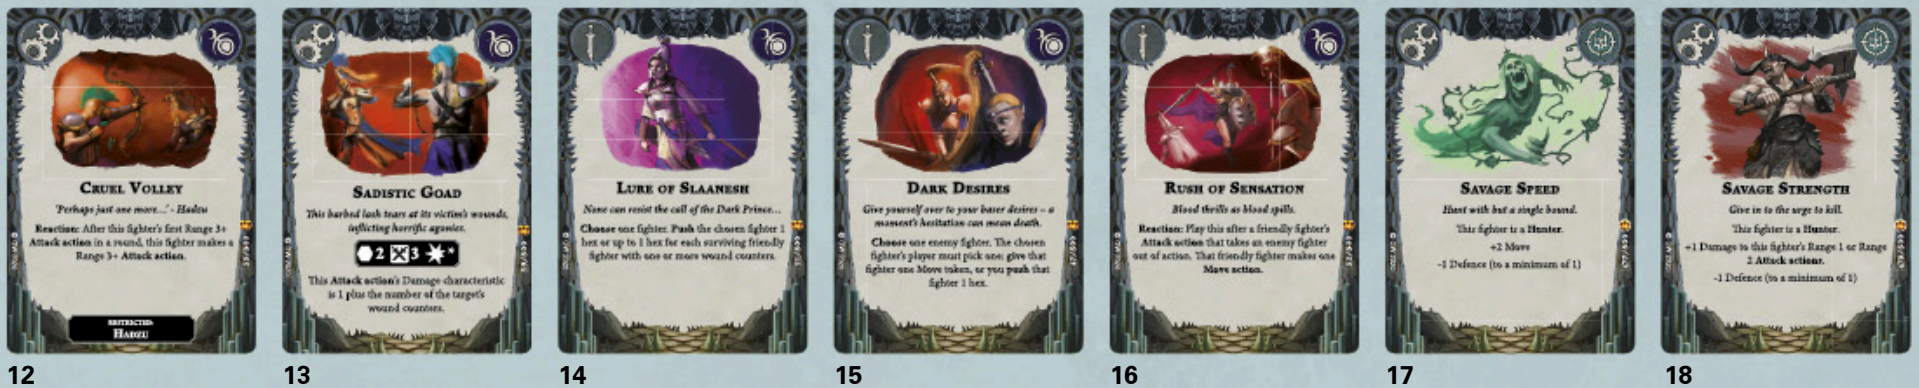 CRUEL VOLLEY
'Perhaps just one more...' - Hadzu
Reaction: After this fighter's first Range 3+
Attack action in a round, this fighter makes a
Range 3+ Attack action.
RESTRICTED:
HADZU
12
SADISTIC GOAD
This barbed lash tears at its victim's wounds,
inflicting horrific agonies.
2 3 *
This Attack action's Damage characteristic
is 1 plus the number of the target's
wound counters.
13
LURE OF SLAANESH
None can resist the call of the Dark Prince...
Choose one fighter. Push the chosen fighter 1
hex or up to 1 hex for each surviving friendly
fighter with one or more wound counters.
14
DARK DESIRES
Give yourself over to your baser desires – a
moment's hesitation can mean death.
Choose one enemy fighter. The chosen
fighter's player must pick one: give that
fighter one Move token, or you push that
fighter 1 hex.
15
RUSH OF SENSATION
Blood thrills as blood spills.
Reaction: Play this after a friendly fighter's
Attack action that takes an enemy fighter
out of action. That friendly fighter makes one
Move action.
16
SAVAGE SPEED
Hunt with but a single bound.
This fighter is a Hunter.
+2 Move
-1 Defence (to a minimum of 1)
17
SAVAGE STRENGTH
Give in to the urge to kill.
This fighter is a Hunter.
+1 Damage to this fighter's Range 1 or Range
2 Attack actions.
-1 Defence (to a minimum of 1)
18